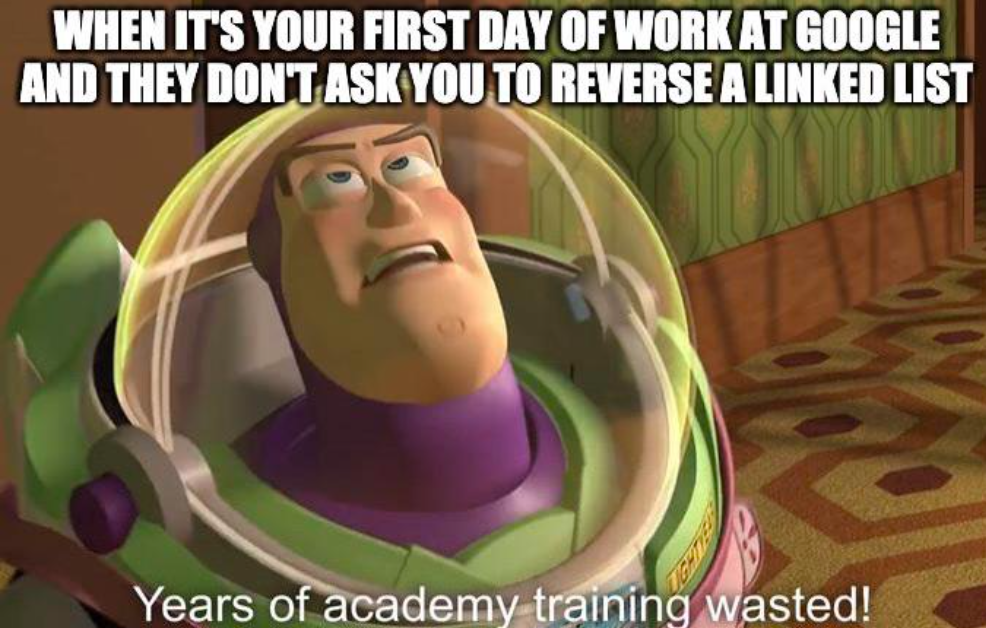 WHEN IT'S YOUR FIRST DAY OF WORK AT GOOGLE
AND THEY DON'T ASK YOU TO REVERSE A LINKED LIST
LIGHTYEAR
Years of academy training wasted!